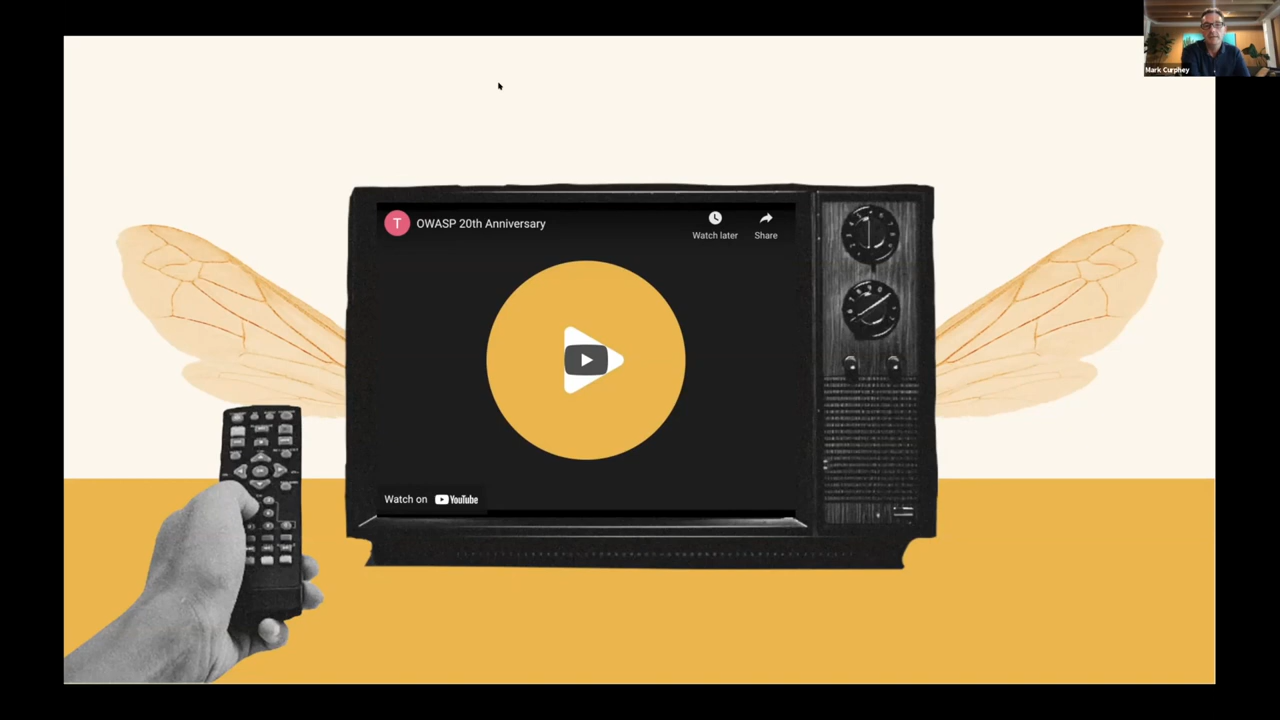 Mark Curphey
T
OWASP 20th Anniversary
Watch later
Share
Watch on YouTube